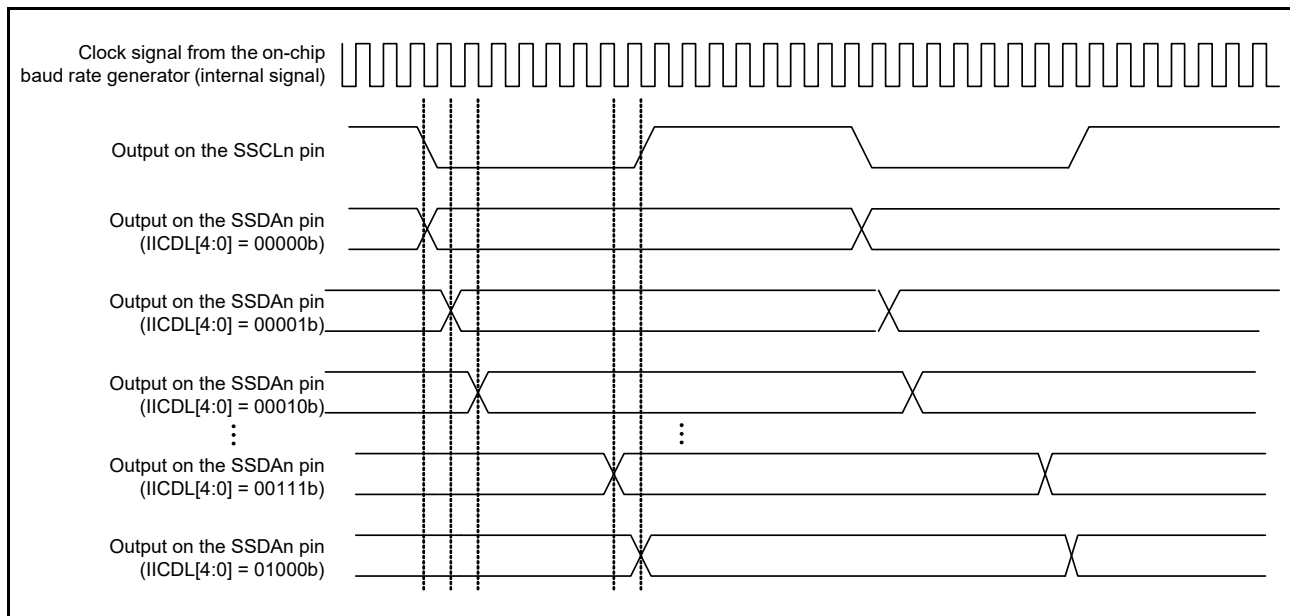 Clock signal from the on-chip
baud rate generator (internal signal)
Output on the SSCLn pin
Output on the SSDAn pin
(IICDL[4:0] = 00000b)
Output on the SSDAn pin
(IICDL[4:0] = 00001b)
Output on the SSDAn pin
(IICDL[4:0] = 00010b)
Output on the SSDAn pin
(IICDL[4:0] = 00111b)
Output on the SSDAn pin
(IICDL[4:0] = 01000b)